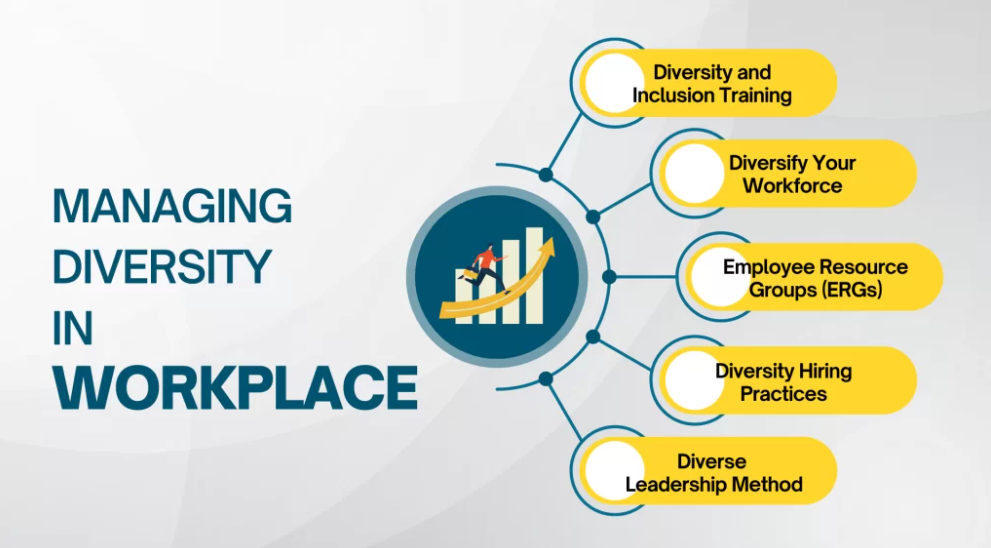 MANAGING
DIVERSITY
IN
WORKPLACE
Diversity and
Inclusion Training
Diversify Your
Workforce
Employee Resource
Groups (ERGs)
Diversity Hiring
Practices
Diverse
Leadership Method